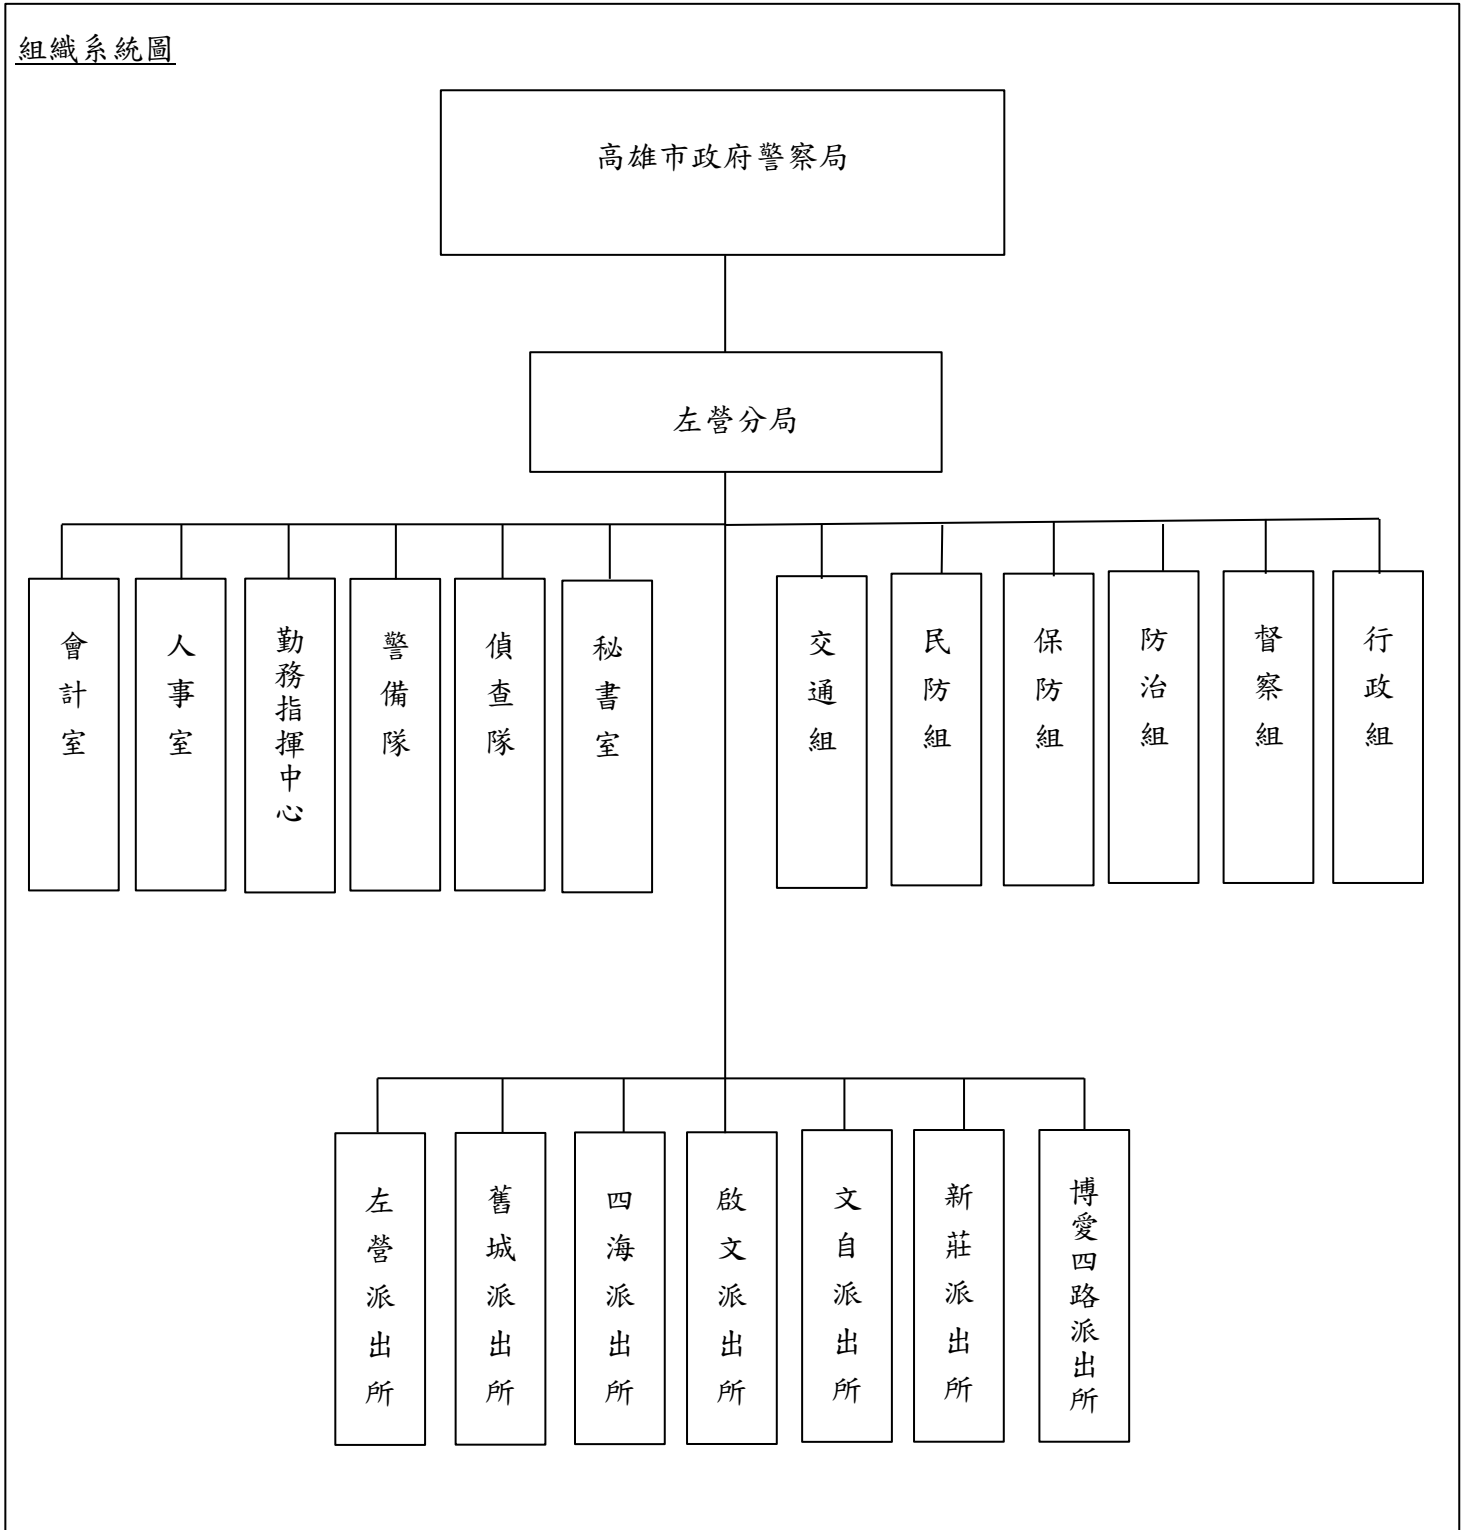 組織系統圖
高雄市政府警察局
左營分局
會計室
人事室
勤務指揮中心
警備隊
偵查隊
秘書室
交通組
民防組
保防組
防治組
督察組
行政組
左營派出所
舊城派出所
四海派出所
啟文派出所
文自派出所
新莊派出所
博愛四路派出所